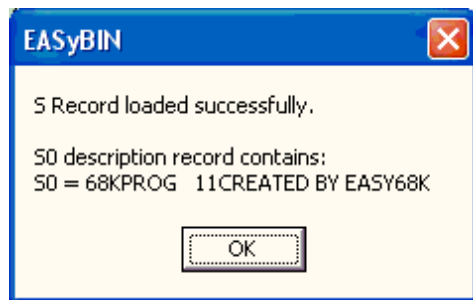 EASyBIN
S Record loaded successfully.
S0 description record contains:
S0 = 68KPROG   11CREATED BY EASY68K
OK